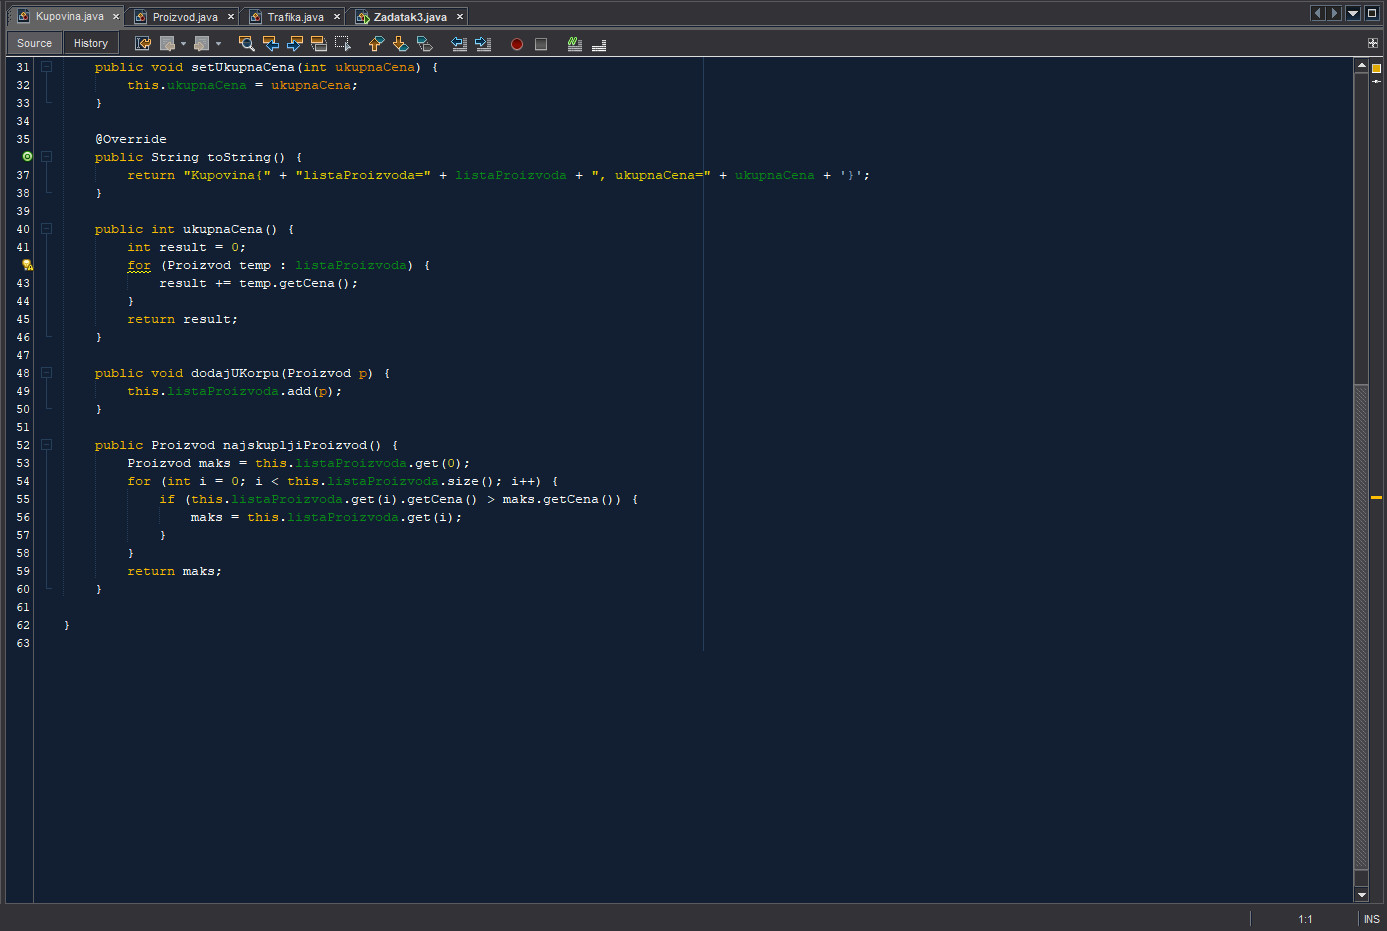 Kupovina.java × Proizvod.java × Trafika.java × Zadatak3.java ×
Source History
31 public void setUkupnaCena(int ukupnaCena) {
32 this.ukupnaCena = ukupnaCena;
33 }
34
35 @Override
public String toString() {
37 return "Kupovina{" + "listaProizvoda=" + listaProizvoda + ", ukupnaCena=" + ukupnaCena + '}';
38 }
39
40 public int ukupnaCena() {
41 int result = 0;
for (Proizvod temp : listaProizvoda) {
43 result += temp.getCena();
44 }
45 return result;
46 }
47
48 public void dodajUKorpu(Proizvod p) {
49 this.listaProizvoda.add(p);
50 }
51
52 public Proizvod najskupljiProizvod() {
53 Proizvod maks = this.listaProizvoda.get(0);
54 for (int i = 0; i < this.listaProizvoda.size(); i++) {
55 if (this.listaProizvoda.get(i).getCena() > maks.getCena()) {
56 maks = this.listaProizvoda.get(i);
57 }
58 }
59 return maks;
60 }
61
62 }
63
1:1 INS